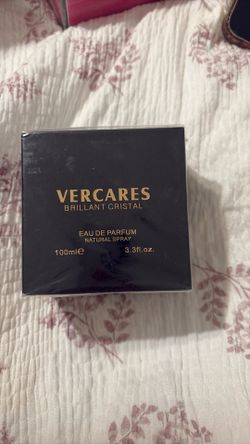 VERCARES
BRILLANT CRISTAL
EAU DE PARFUM
NATURAL SPRAY
100ml℮ 3.3fl.oz.